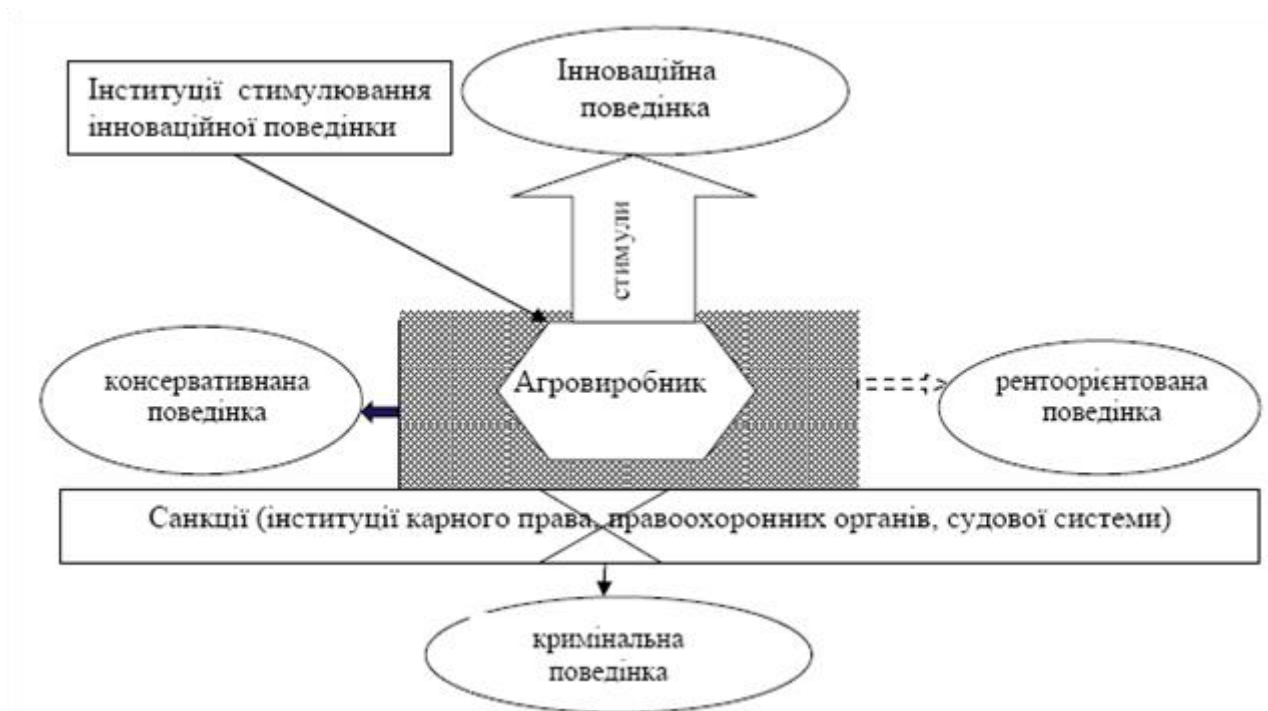 Інноваційна
поведінка
Інституції стимулювання
інноваційної поведінки
стимули
консервативнана
поведінка
Агровиробник
рентоорієнтована
поведінка
Санкції (інституції карного права, правоохоронних органів, судової системи)
кримінальна
поведінка